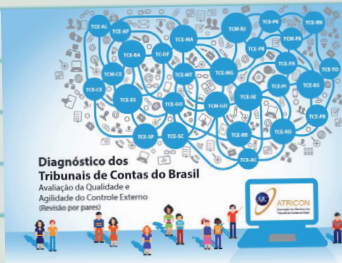 TCE-AL
TCE-AP
TCE-MA
TCM-RJ
TCE-PE
TCE-RN
TCE-BA
TC-DF
TCE-PB
TCM-PA
TCM-CE
TCE-MT
TCE-MG
TCE-PA
TCE-TO
TCE-CE
TCE-ES
TCE-GO
TCM-GO
TCE-SE
TCE-PI
TCE-RS
TCE-SP
TCE-SC
TCE-RR
TCE-RO
TCE-PR
TCE-AC
Diagnóstico dos
Tribunais de Contas do Brasil
Avaliação da Qualidade e
Agilidade do Controle Externo
(Revisão por pares)
ATRICON